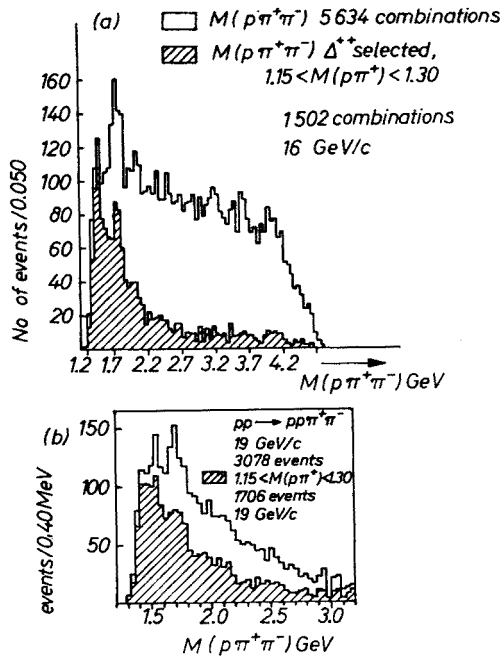 (a)
M(pπ⁺π⁻) 5634 combinations
M(pπ⁺π⁻) Δ⁺⁺ selected,
1.15 < M(pπ⁺) < 1.30
1502 combinations
16 GeV/c
No of events/0.050
160
140
120
100
80
60
40
20
1.2 1.7 2.2 2.7 3.2 3.7 4.2
M(pπ⁺π⁻) GeV
(b)
pp → ppπ⁺π⁻
19 GeV/c
3078 events
1.15<M(pπ⁺)<1.30
1706 events
19 GeV/c
events/0.40 MeV
150
100
50
1.5 2.0 2.5 3.0
M(pπ⁺π⁻) GeV